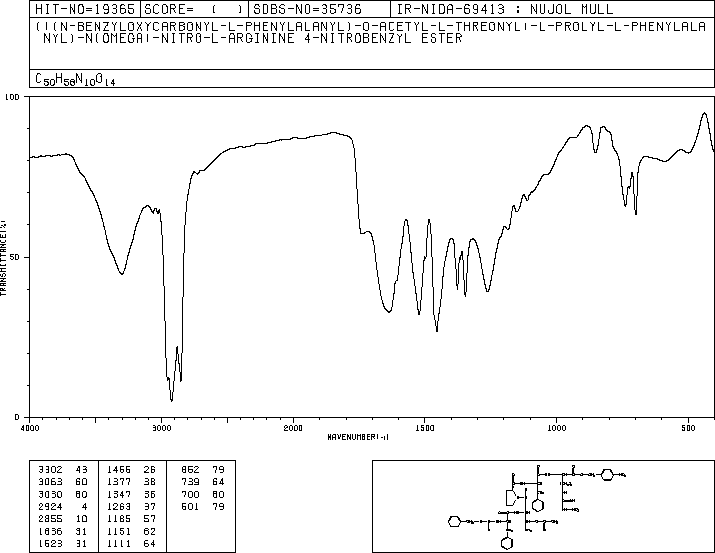 HIT-NO=19365 SCORE= ( ) SDBS-NO=35736 IR-NIDA-69413 : NUJOL MULL
(((N-BENZYLOXYCARBONYL-L-PHENYLALANYL)-O-ACETYL-L-THREONYL)-L-PROLYL-L-PHENYLALA
NYL)-N(OMEGA)-NITRO-L-ARGININE 4-NITROBENZYL ESTER
C50H58N10O14
100
50
0
TRANSMITTANCE(%)
4000 3000 2000 1500 1000 500
WAVENUMBER(-1)
3302 43 1455 26 852 79
3063 60 1377 38 739 64
3030 60 1347 36 700 60
2924 4 1263 37 501 79
2855 10 1185 57
1636 31 1151 62
1523 31 1111 64